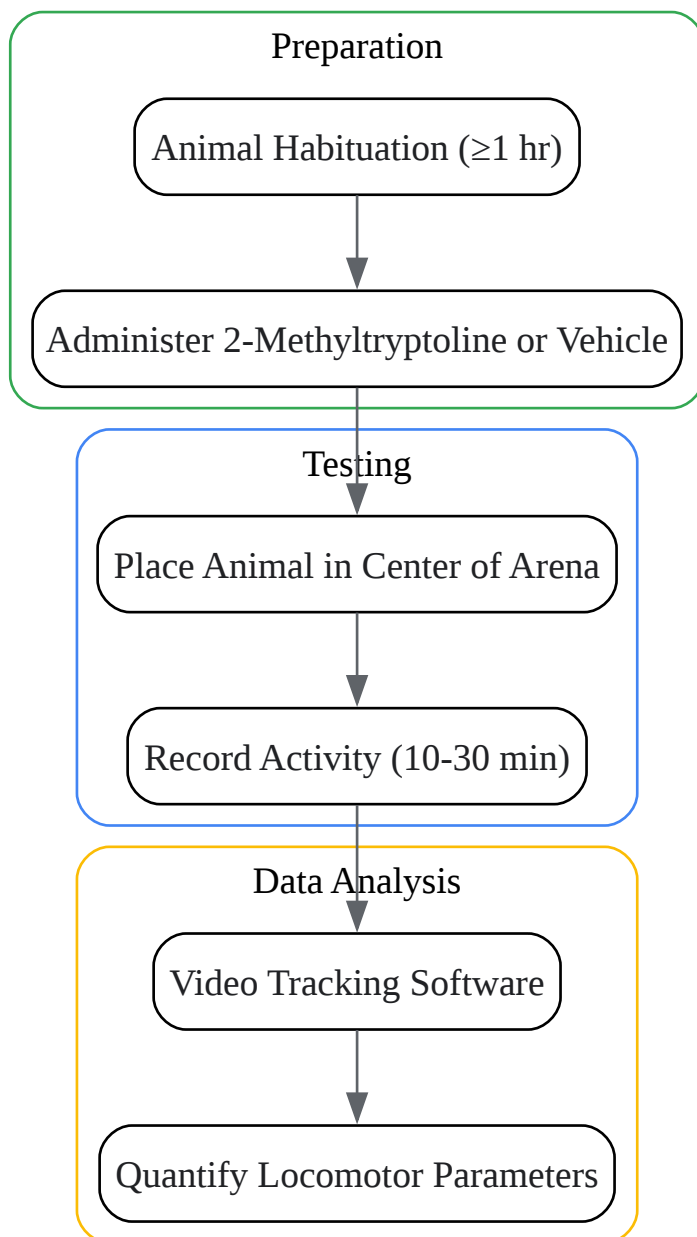 Preparation
Animal Habituation (≥1 hr)
Administer 2-Methyltryptoline or Vehicle
Testing
Place Animal in Center of Arena
Record Activity (10-30 min)
Data Analysis
Video Tracking Software
Quantify Locomotor Parameters